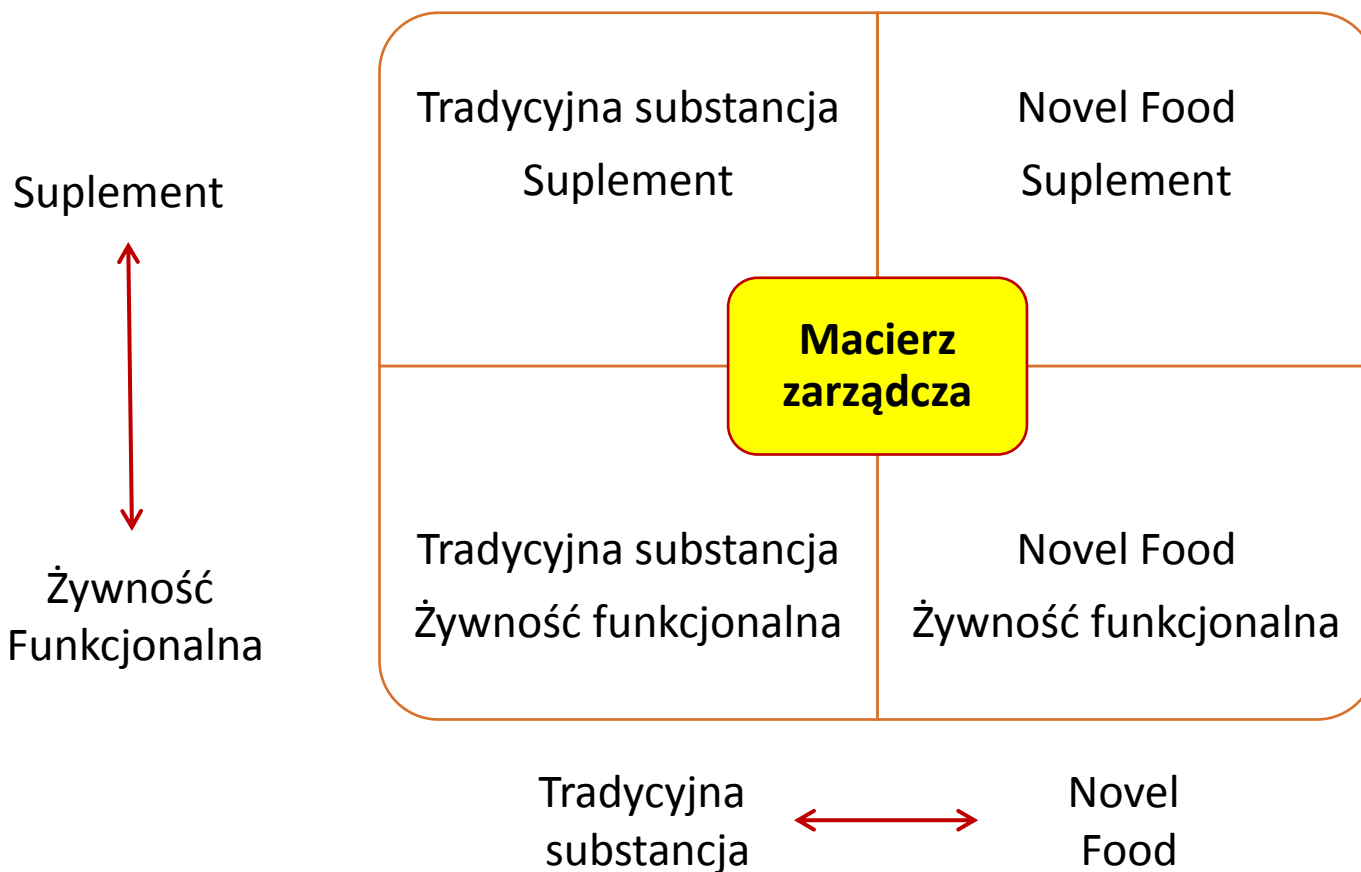 Tradycyjna substancja
Suplement
Novel Food
Suplement
Suplement
Macierz
zarządcza
Żywność
Funkcjonalna
Tradycyjna substancja
Żywność funkcjonalna
Novel Food
Żywność funkcjonalna
Tradycyjna
substancja
Novel
Food